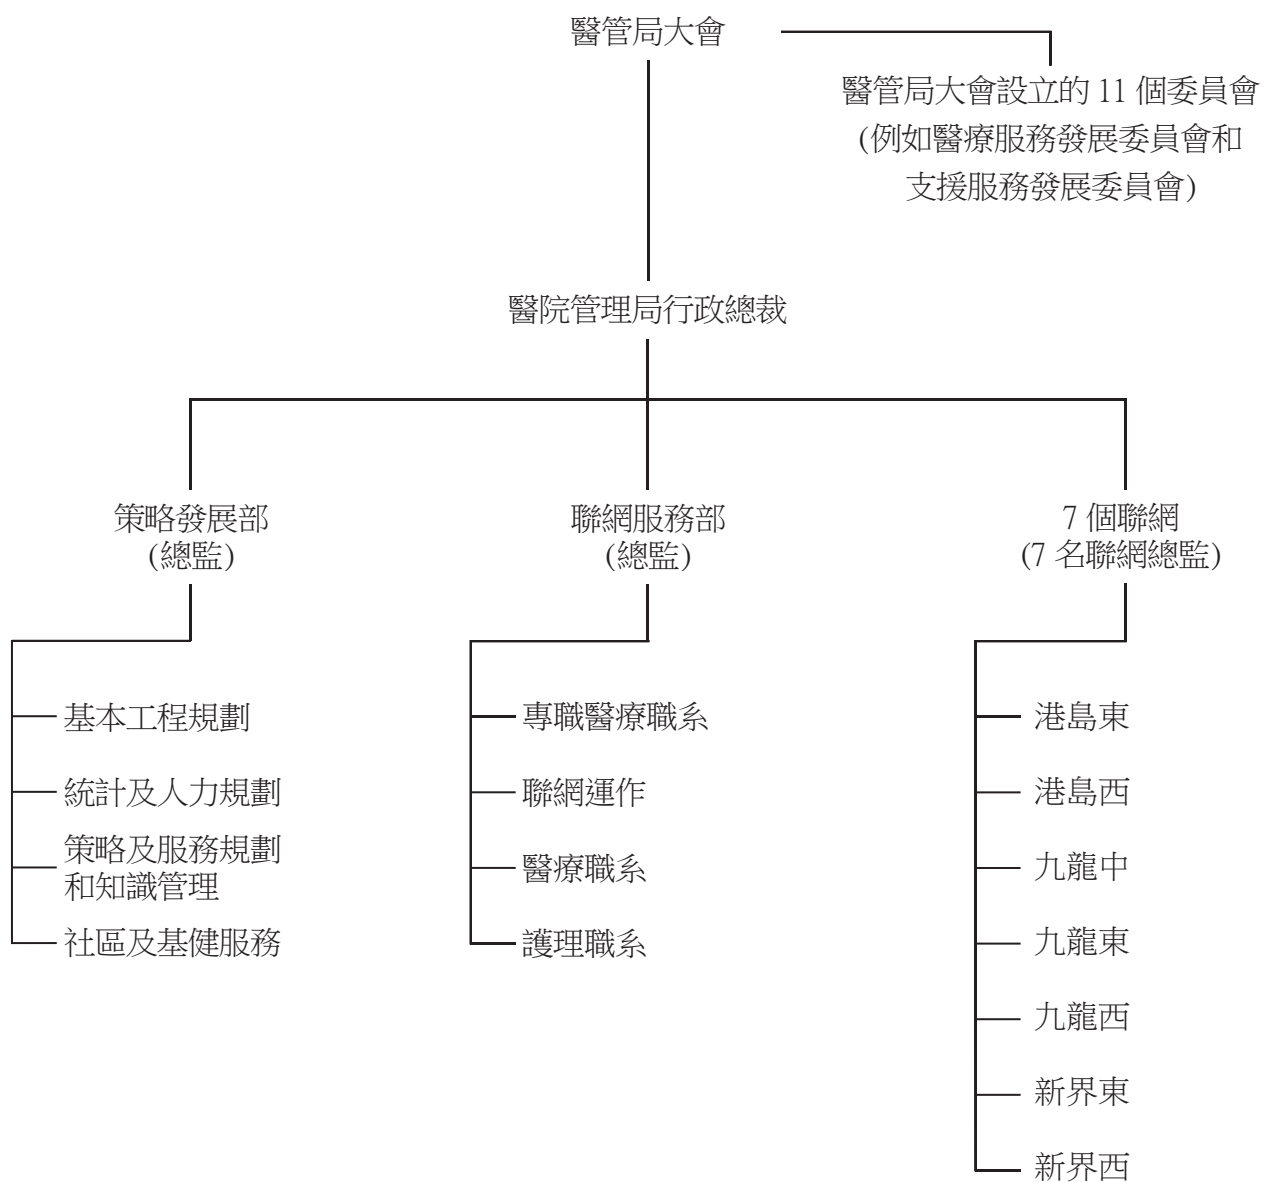 醫管局大會
醫管局大會設立的 11 個委員會
(例如醫療服務發展委員會和
支援服務發展委員會)
醫院管理局行政總裁
策略發展部
(總監)
聯網服務部
(總監)
7 個聯網
(7 名聯網總監)
基本工程規劃
統計及人力規劃
策略及服務規劃
和知識管理
社區及基健服務
專職醫療職系
聯網運作
醫療職系
護理職系
港島東
港島西
九龍中
九龍東
九龍西
新界東
新界西